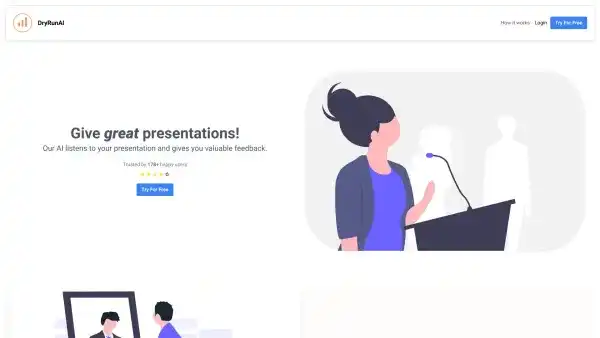 DryRunAI
How it works
Login
Try For Free
Give great presentations!
Our AI listens to your presentation and gives you valuable feedback.
Trusted by 178+ happy users
Try For Free